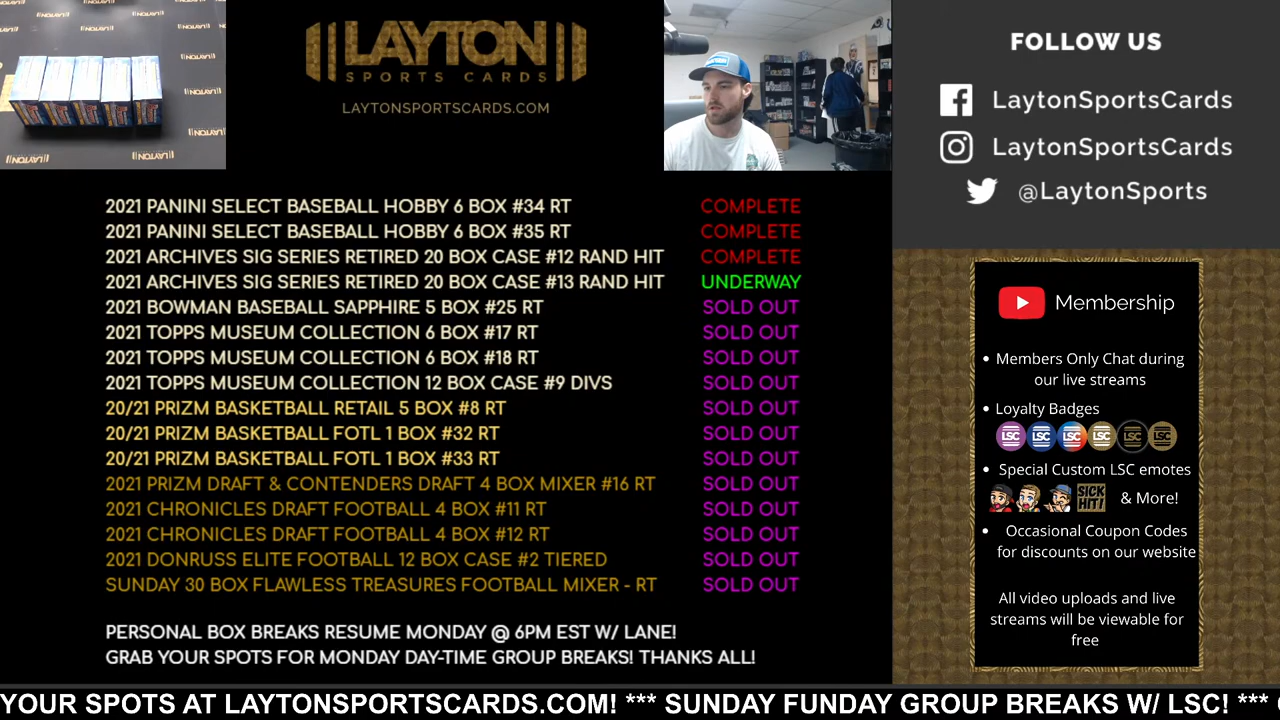 LAYTON
SPORTS CARDS
LAYTONSPORTSCARDS.COM
FOLLOW US
LaytonSportsCards
LaytonSportsCards
@LaytonSports
2021 PANINI SELECT BASEBALL HOBBY 6 BOX #34 RT COMPLETE
2021 PANINI SELECT BASEBALL HOBBY 6 BOX #35 RT COMPLETE
2021 ARCHIVES SIG SERIES RETIRED 20 BOX CASE #12 RAND HIT COMPLETE
2021 ARCHIVES SIG SERIES RETIRED 20 BOX CASE #13 RAND HIT UNDERWAY
2021 BOWMAN BASEBALL SAPPHIRE 5 BOX #25 RT SOLD OUT
2021 TOPPS MUSEUM COLLECTION 6 BOX #17 RT SOLD OUT
2021 TOPPS MUSEUM COLLECTION 6 BOX #18 RT SOLD OUT
2021 TOPPS MUSEUM COLLECTION 12 BOX CASE #9 DIVS SOLD OUT
20/21 PRIZM BASKETBALL RETAIL 5 BOX #8 RT SOLD OUT
20/21 PRIZM BASKETBALL FOTL 1 BOX #32 RT SOLD OUT
20/21 PRIZM BASKETBALL FOTL 1 BOX #33 RT SOLD OUT
2021 PRIZM DRAFT & CONTENDERS DRAFT 4 BOX MIXER #16 RT SOLD OUT
2021 CHRONICLES DRAFT FOOTBALL 4 BOX #11 RT SOLD OUT
2021 CHRONICLES DRAFT FOOTBALL 4 BOX #12 RT SOLD OUT
2021 DONRUSS ELITE FOOTBALL 12 BOX CASE #2 TIERED SOLD OUT
SUNDAY 30 BOX FLAWLESS TREASURES FOOTBALL MIXER - RT SOLD OUT
PERSONAL BOX BREAKS RESUME MONDAY @ 6PM EST W/ LANE!
GRAB YOUR SPOTS FOR MONDAY DAY-TIME GROUP BREAKS! THANKS ALL!
Membership
• Members Only Chat during
our live streams
• Loyalty Badges
LSC LSC LSC LSC LSC LSC
• Special Custom LSC emotes
SICK HIT! & More!
• Occasional Coupon Codes
for discounts on our website
All video uploads and live
streams will be viewable for
free
YOUR SPOTS AT LAYTONSPORTSCARDS.COM! *** SUNDAY FUNDAY GROUP BREAKS W/ LSC! ***